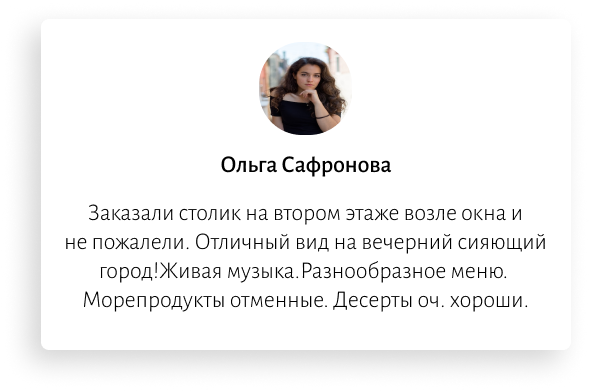 Ольга Сафронова
Заказали столик на втором этаже возле окна и
не пожалели. Отличный вид на вечерний сияющий
город!Живая музыка.Разнообразное меню.
Морепродукты отменные. Десерты оч. хороши.